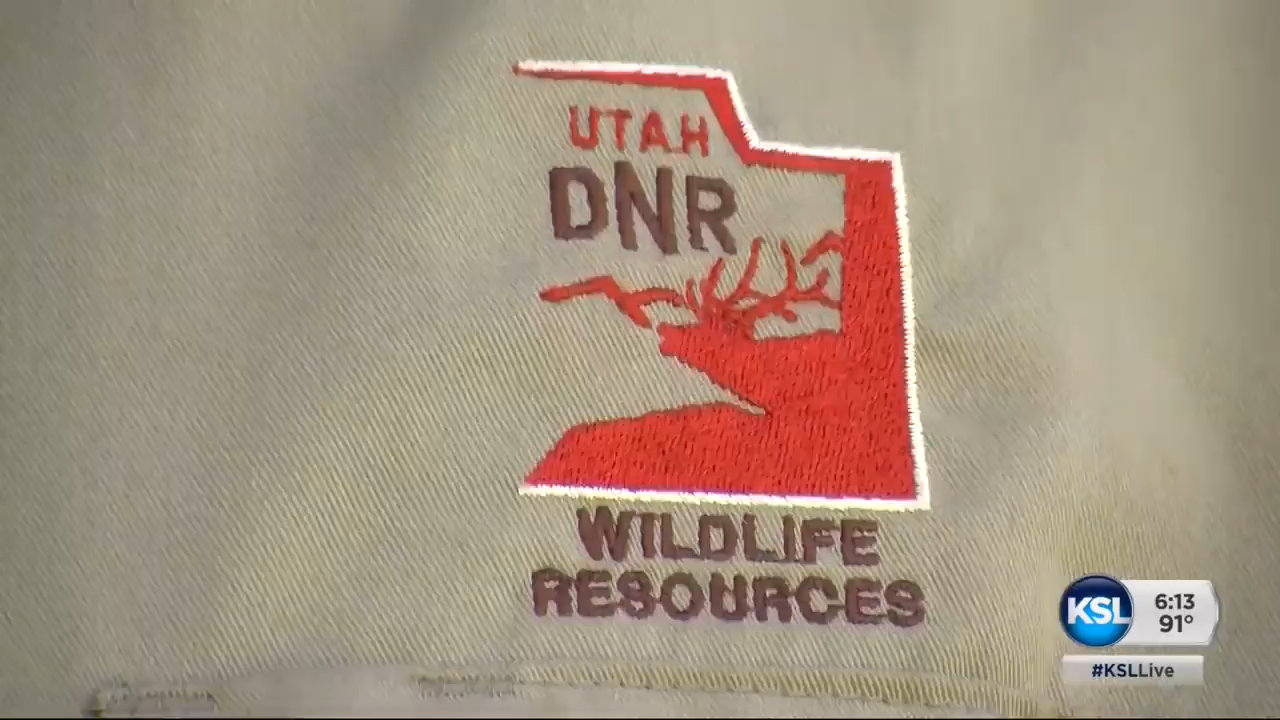 UTAH
DNR
WILDLIFE
RESOURCES
KSL
6:13
91°
#KSLLive